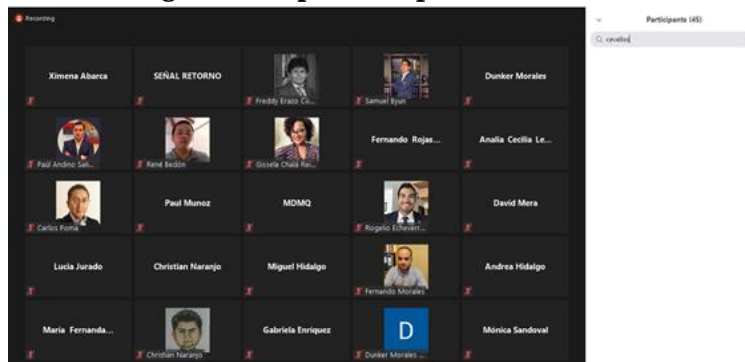 Recording
Participants (45)
cevallos
Ximena Abarca
SEÑAL RETORNO
Freddy Erazo Co...
Samuel Byun
Dunker Morales
Paúl Andino Sal...
René Bedón
Gissela Chalá Rei...
Fernando Rojas...
Analia Cecilia Le...
Carlos Poma
Paul Munoz
MDMQ
Rogelio Echeverr...
David Mera
Lucia Jurado
Christian Naranjo
Miguel Hidalgo
Fernando Morales
Andrea Hidalgo
María Fernanda...
Christian Naranjo
Gabriela Enriquez
D
Dunker Morales ...
Mónica Sandoval